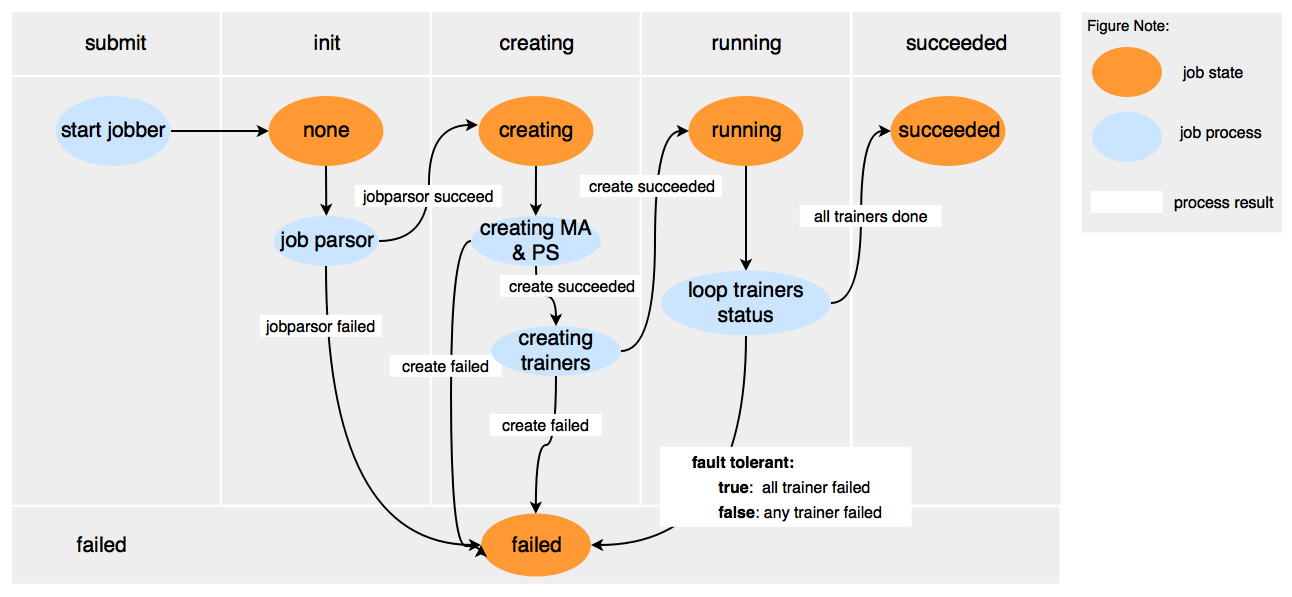 submit
init
creating
running
succeeded
Figure Note:
job state
job process
process result
start jobber
none
creating
running
succeeded
jobparsor succeed
create succeeded
all trainers done
job parsor
creating MA
& PS
create succeeded
loop trainers
status
jobparsor failed
creating
trainers
create failed
create failed
fault tolerant:
true: all trainer failed
false: any trainer failed
failed
failed